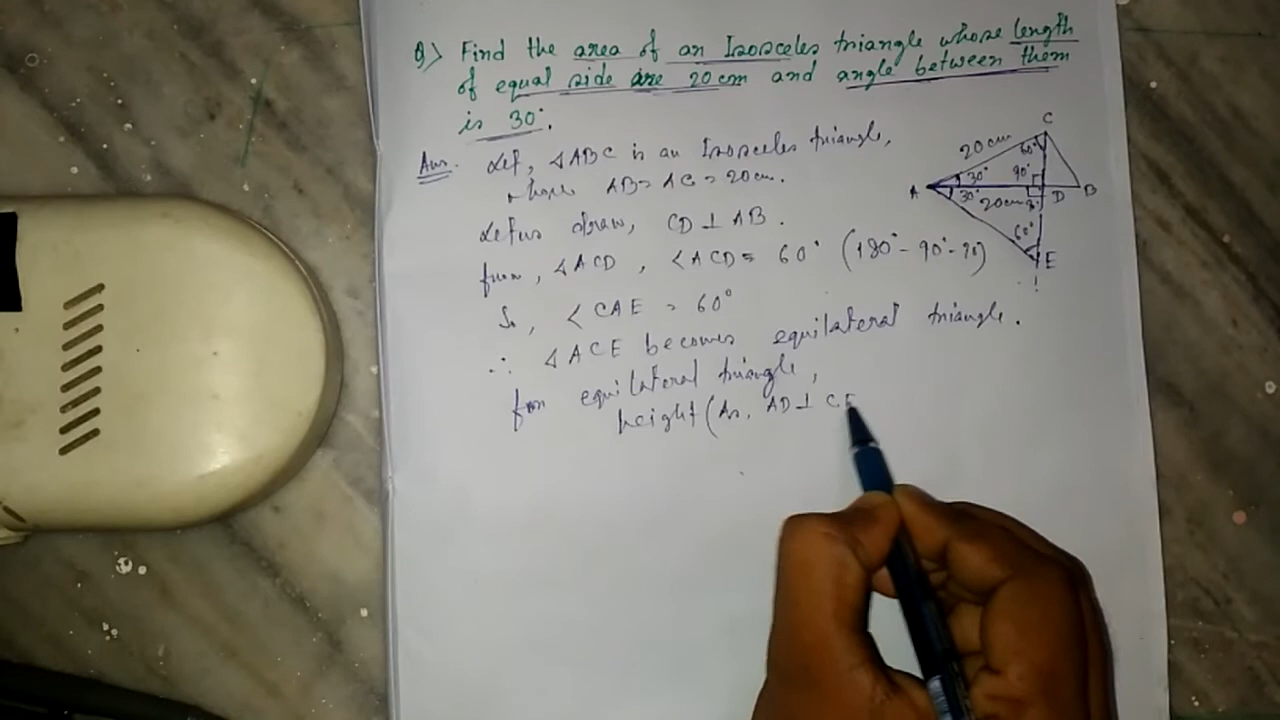 Q> Find the area of an Isosceles triangle whose length
of equal side are 20 cm and angle between them
is 30°.
Ans. Let, ∆ABC is an Isosceles triangle,
where AB = AC = 20 cm.
Let us draw, CD ⊥ AB.
from, ∆ACD, ∠ACD = 60° (180° - 90° - 30)
So, ∠CAE = 60°
∴ ∆ACE becomes equilateral triangle.
for equilateral triangle,
height (As, AD ⊥ CE
C
20 cm
60°
30°
90°
A
B
30°
20 cm
D
60°
E